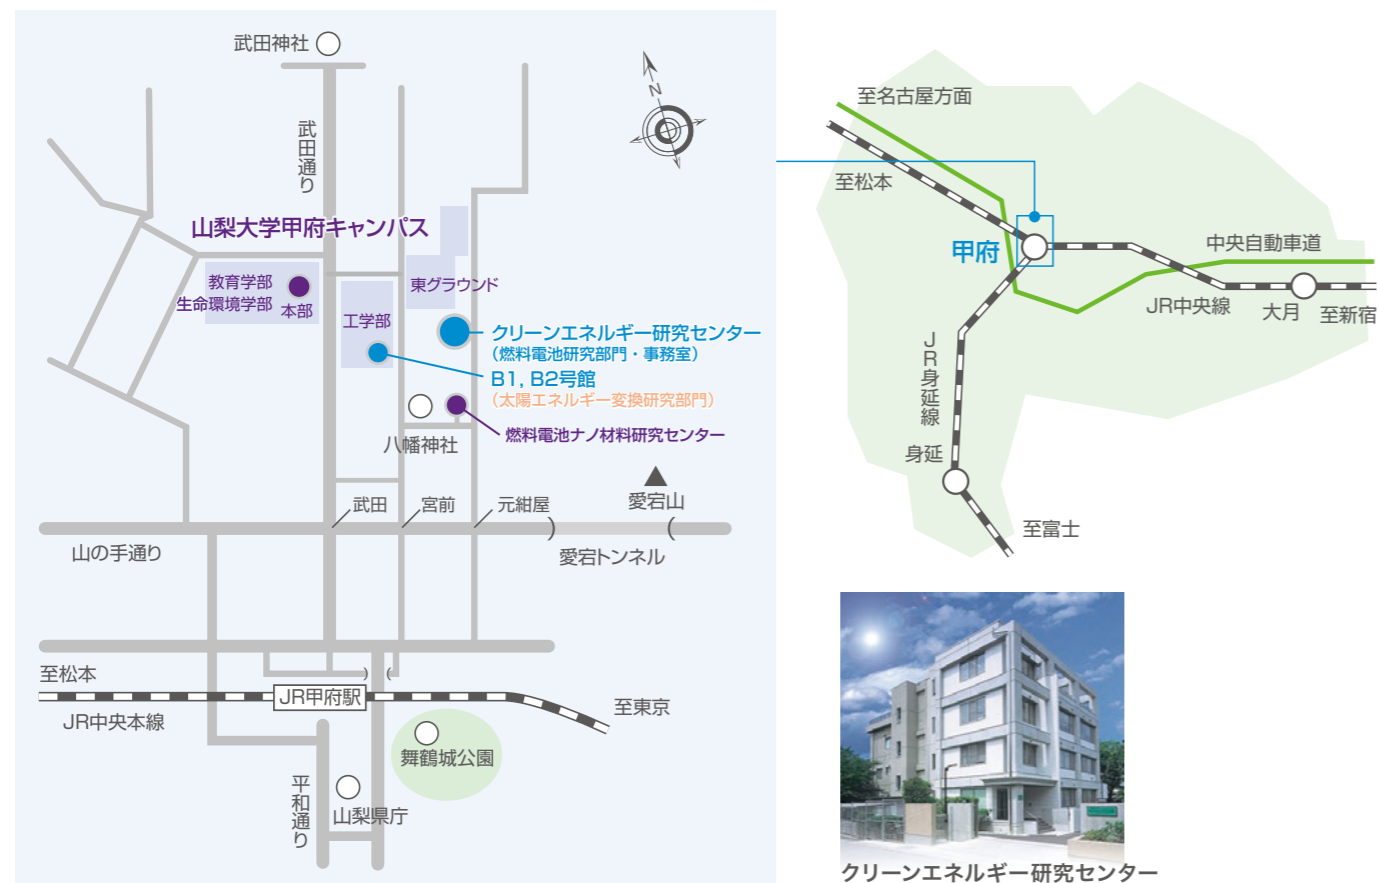 武田神社
N
武田通り
山梨大学甲府キャンパス
教育学部
生命環境学部
本部
工学部
東グラウンド
クリーンエネルギー研究センター
(燃料電池研究部門・事務室)
B1, B2号館
(太陽エネルギー変換研究部門)
燃料電池ナノ材料研究センター
八幡神社
武田
宮前
元紺屋
愛宕山
山の手通り
愛宕トンネル
至松本
JR甲府駅
JR中央本線
至東京
舞鶴城公園
平和通り
山梨県庁
至名古屋方面
至松本
甲府
中央自動車道
JR中央線
大月
至新宿
JR身延線
身延
至富士
クリーンエネルギー研究センター